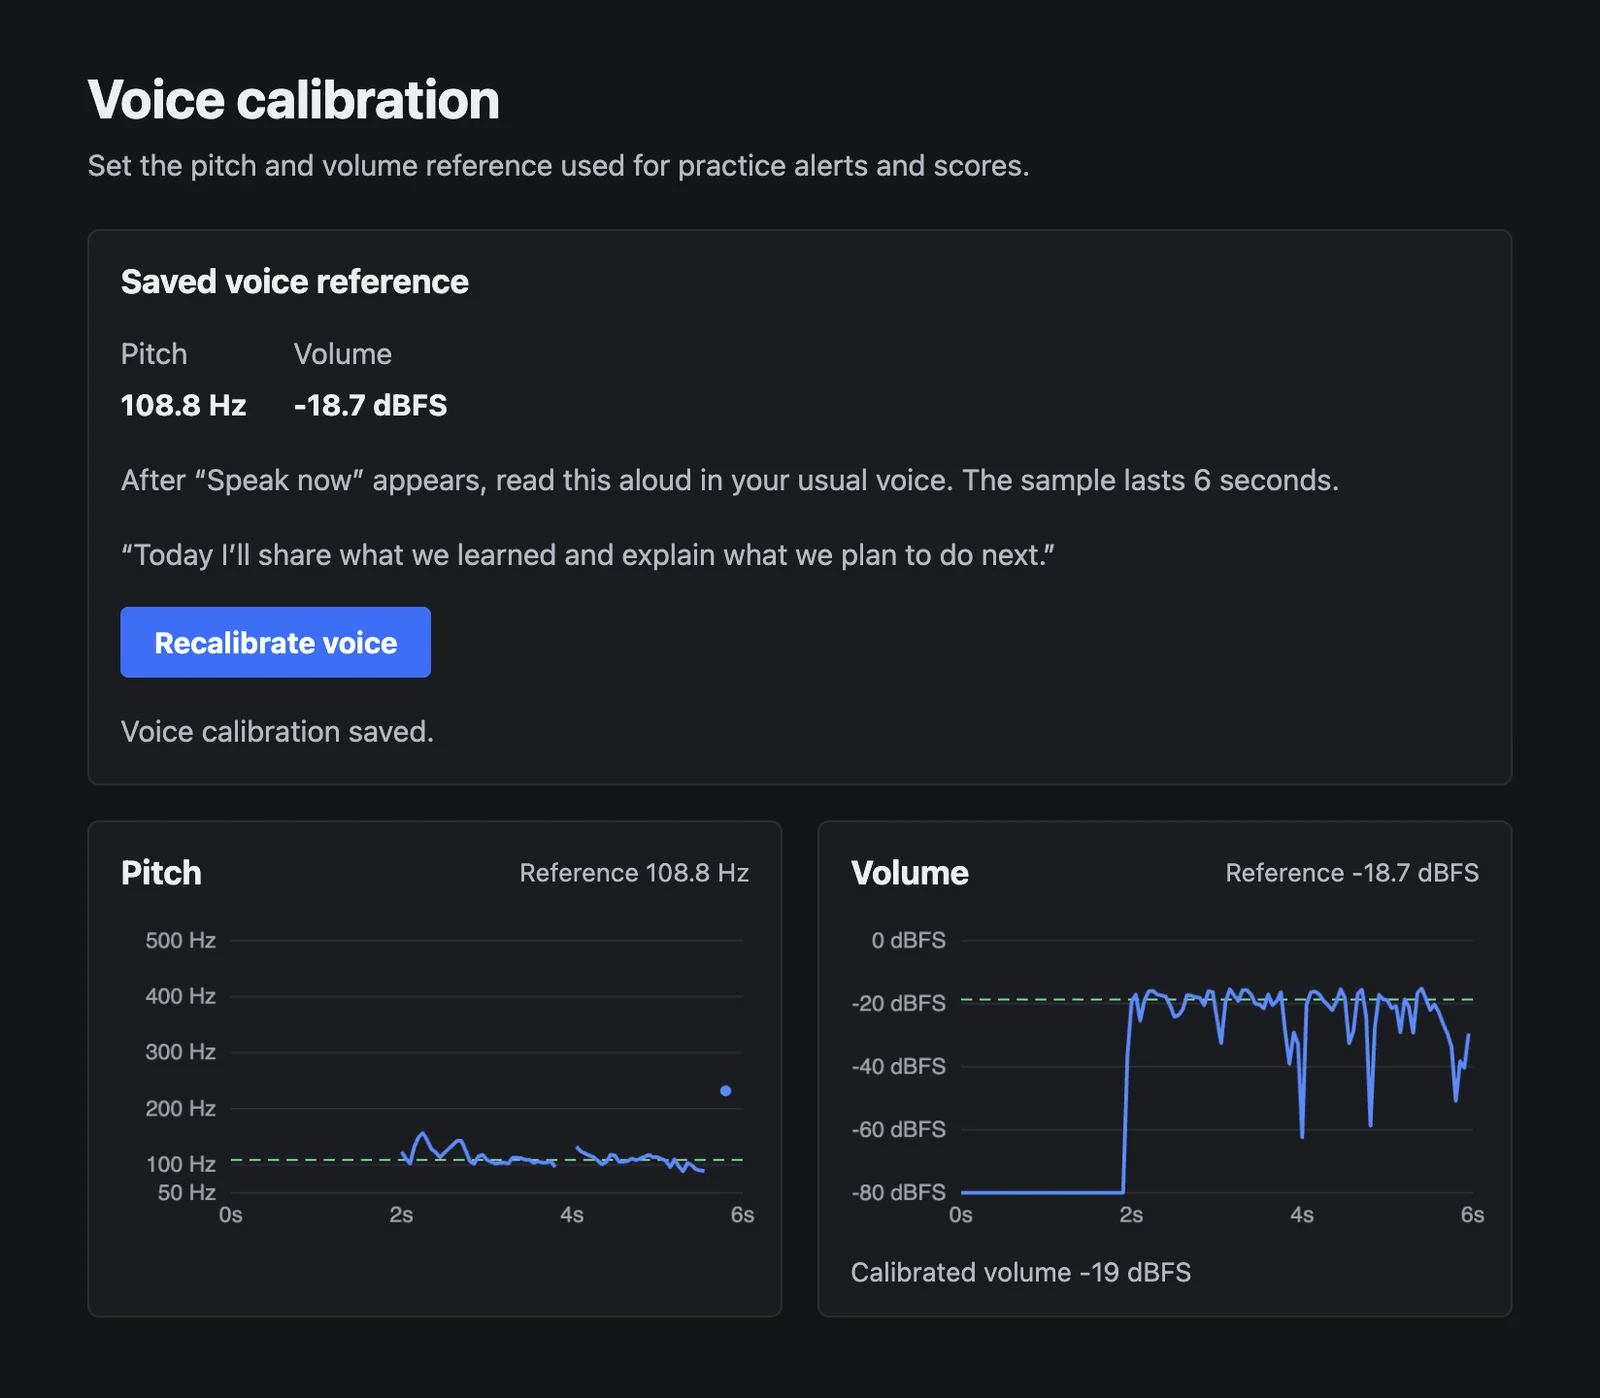 Voice calibration
Set the pitch and volume reference used for practice alerts and scores.
Saved voice reference
Pitch Volume
108.8 Hz -18.7 dBFS
After “Speak now” appears, read this aloud in your usual voice. The sample lasts 6 seconds.
“Today I’ll share what we learned and explain what we plan to do next.”
Recalibrate voice
Voice calibration saved.
Pitch Reference 108.8 Hz
500 Hz
400 Hz
300 Hz
200 Hz
100 Hz
50 Hz
0s 2s 4s 6s
Volume Reference -18.7 dBFS
0 dBFS
-20 dBFS
-40 dBFS
-60 dBFS
-80 dBFS
0s 2s 4s 6s
Calibrated volume -19 dBFS